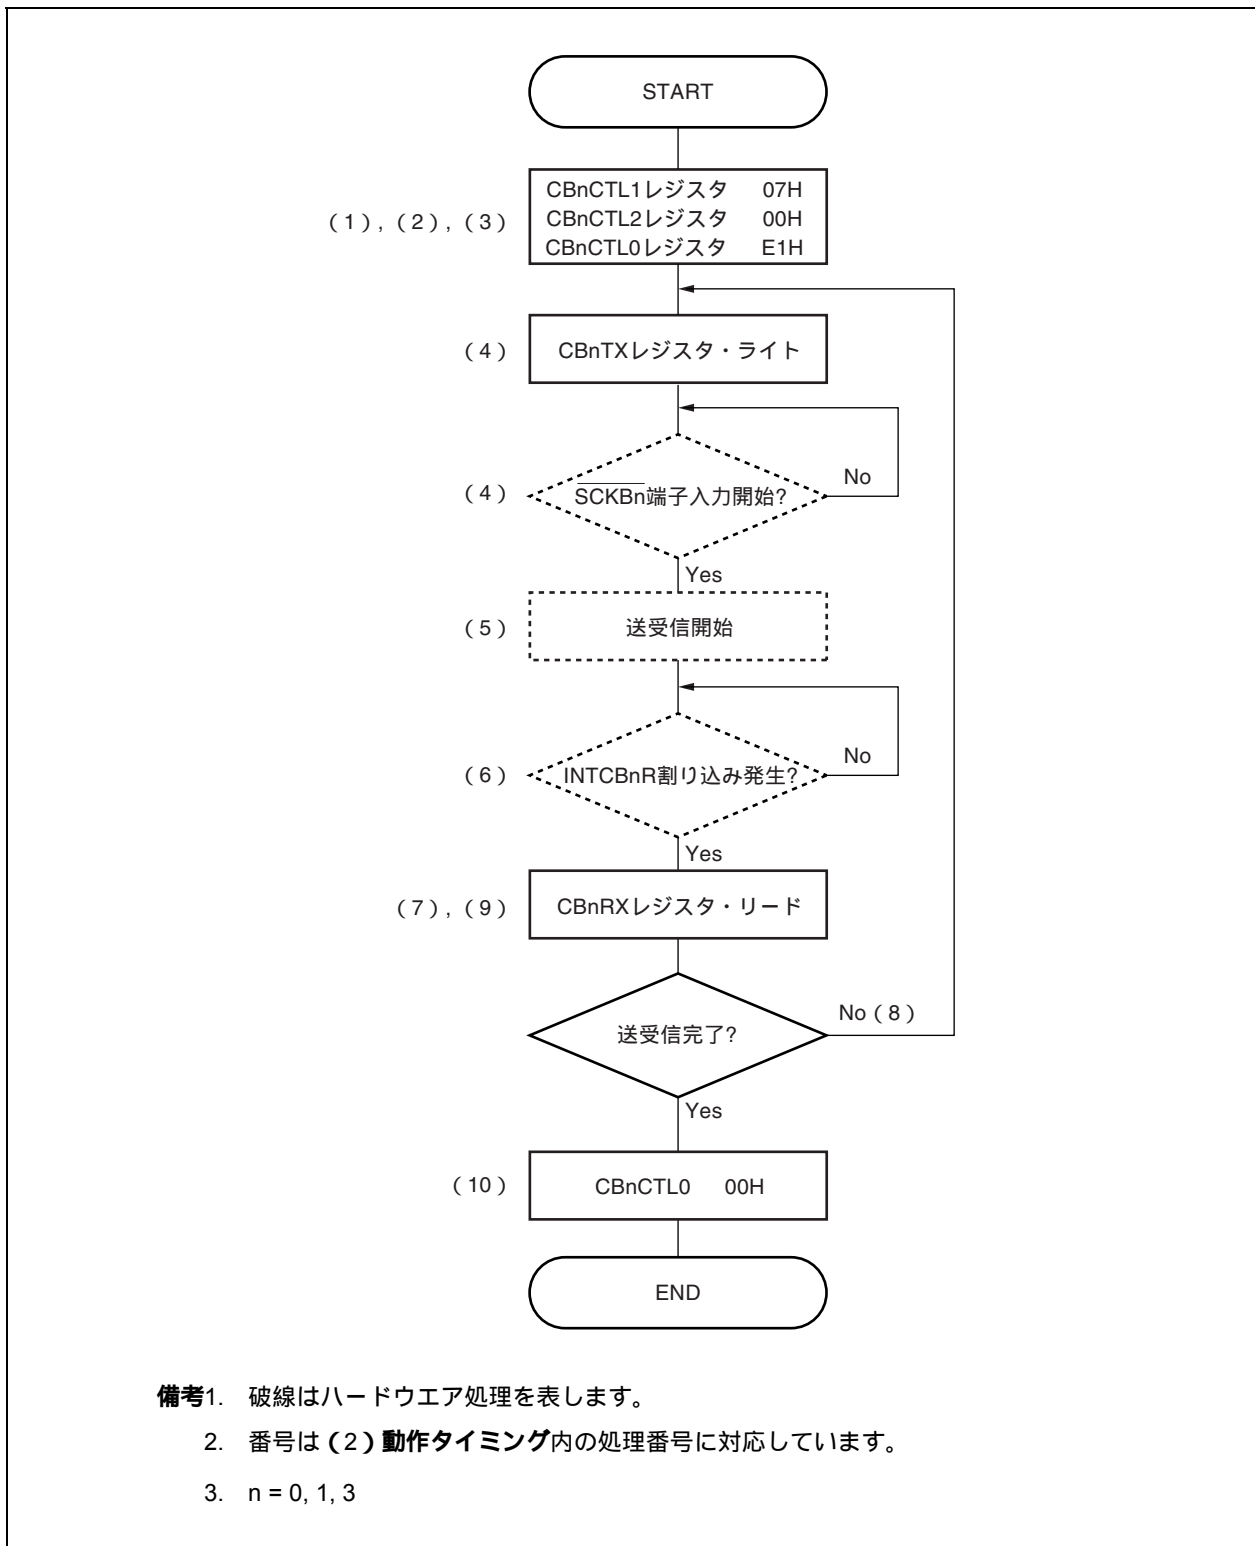 START
(1), (2), (3)
CBnCTL1レジスタ 07H
CBnCTL2レジスタ 00H
CBnCTL0レジスタ E1H
(4)
CBnTXレジスタ・ライト
(4)
SCKBn端子入力開始?
No
Yes
(5)
送受信開始
(6)
INTCBnR割り込み発生?
No
Yes
(7), (9)
CBnRXレジスタ・リード
送受信完了?
No (8)
Yes
(10)
CBnCTL0 00H
END
備考1. 破線はハードウエア処理を表します。
2. 番号は(2)動作タイミング内の処理番号に対応しています。
3. n = 0, 1, 3